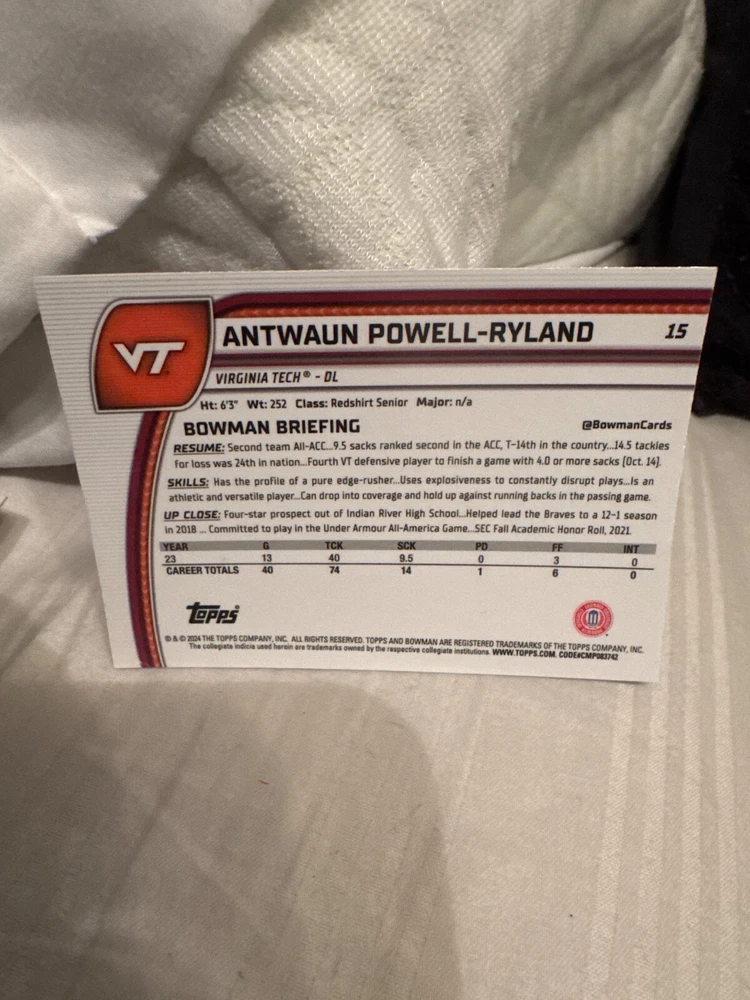 VT
ANTWAUN POWELL-RYLAND 15
VIRGINIA TECH® - DL
Ht: 6'3" Wt: 252 Class: Redshirt Senior Major: n/a
BOWMAN BRIEFING @BowmanCards
RESUME: Second team All-ACC...9.5 sacks ranked second in the ACC, T-14th in the country...14.5 tackles
for loss was 24th in nation...Fourth VT defensive player to finish a game with 4.0 or more sacks (Oct. 14).
SKILLS: Has the profile of a pure edge-rusher...Uses explosiveness to constantly disrupt plays...Is an
athletic and versatile player...Can drop into coverage and hold up against running backs in the passing game.
UP CLOSE: Four-star prospect out of Indian River High School...Helped lead the Braves to a 12-1 season
in 2018 ... Committed to play in the Under Armour All-America Game...SEC Fall Academic Honor Roll, 2021.
YEAR G TCK SCK PD FF INT
23 13 40 9.5 0 3 0
CAREER TOTALS 40 74 14 1 6 0
Topps
® & © 2024 THE TOPPS COMPANY, INC. ALL RIGHTS RESERVED. TOPPS AND BOWMAN ARE REGISTERED TRADEMARKS OF THE TOPPS COMPANY, INC.
The collegiate indicia used herein are trademarks owned by the respective collegiate institutions. WWW.TOPPS.COM. CODE#CMP083742